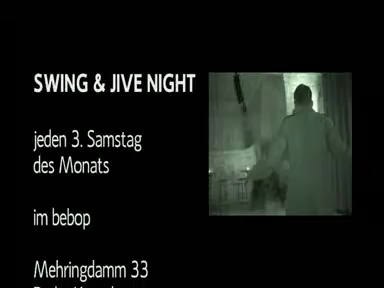 SWING & JIVE NIGHT
jeden 3. Samstag
des Monats
im bebop
Mehringdamm 33